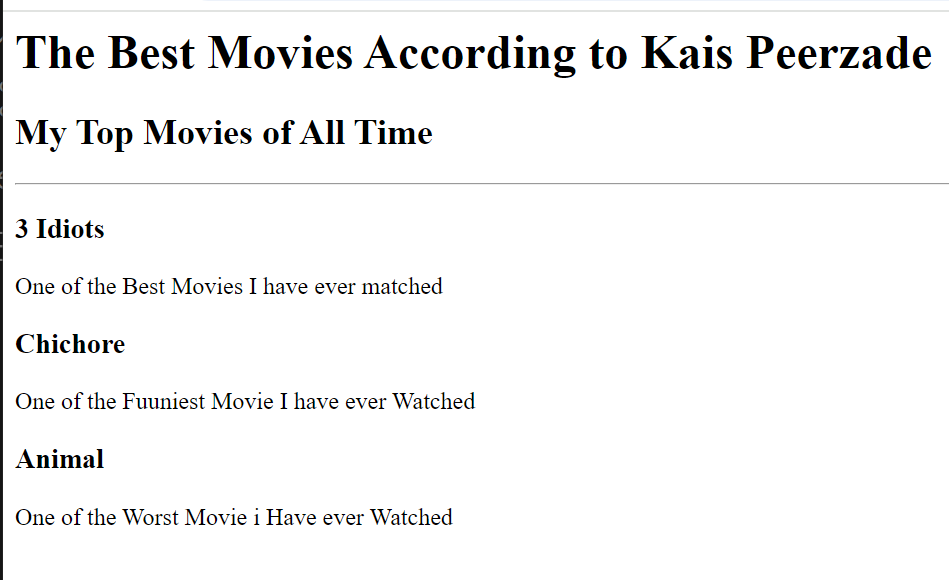 The Best Movies According to Kais Peerzade
My Top Movies of All Time
3 Idiots
One of the Best Movies I have ever matched
Chichore
One of the Fuuniest Movie I have ever Watched
Animal
One of the Worst Movie i Have ever Watched